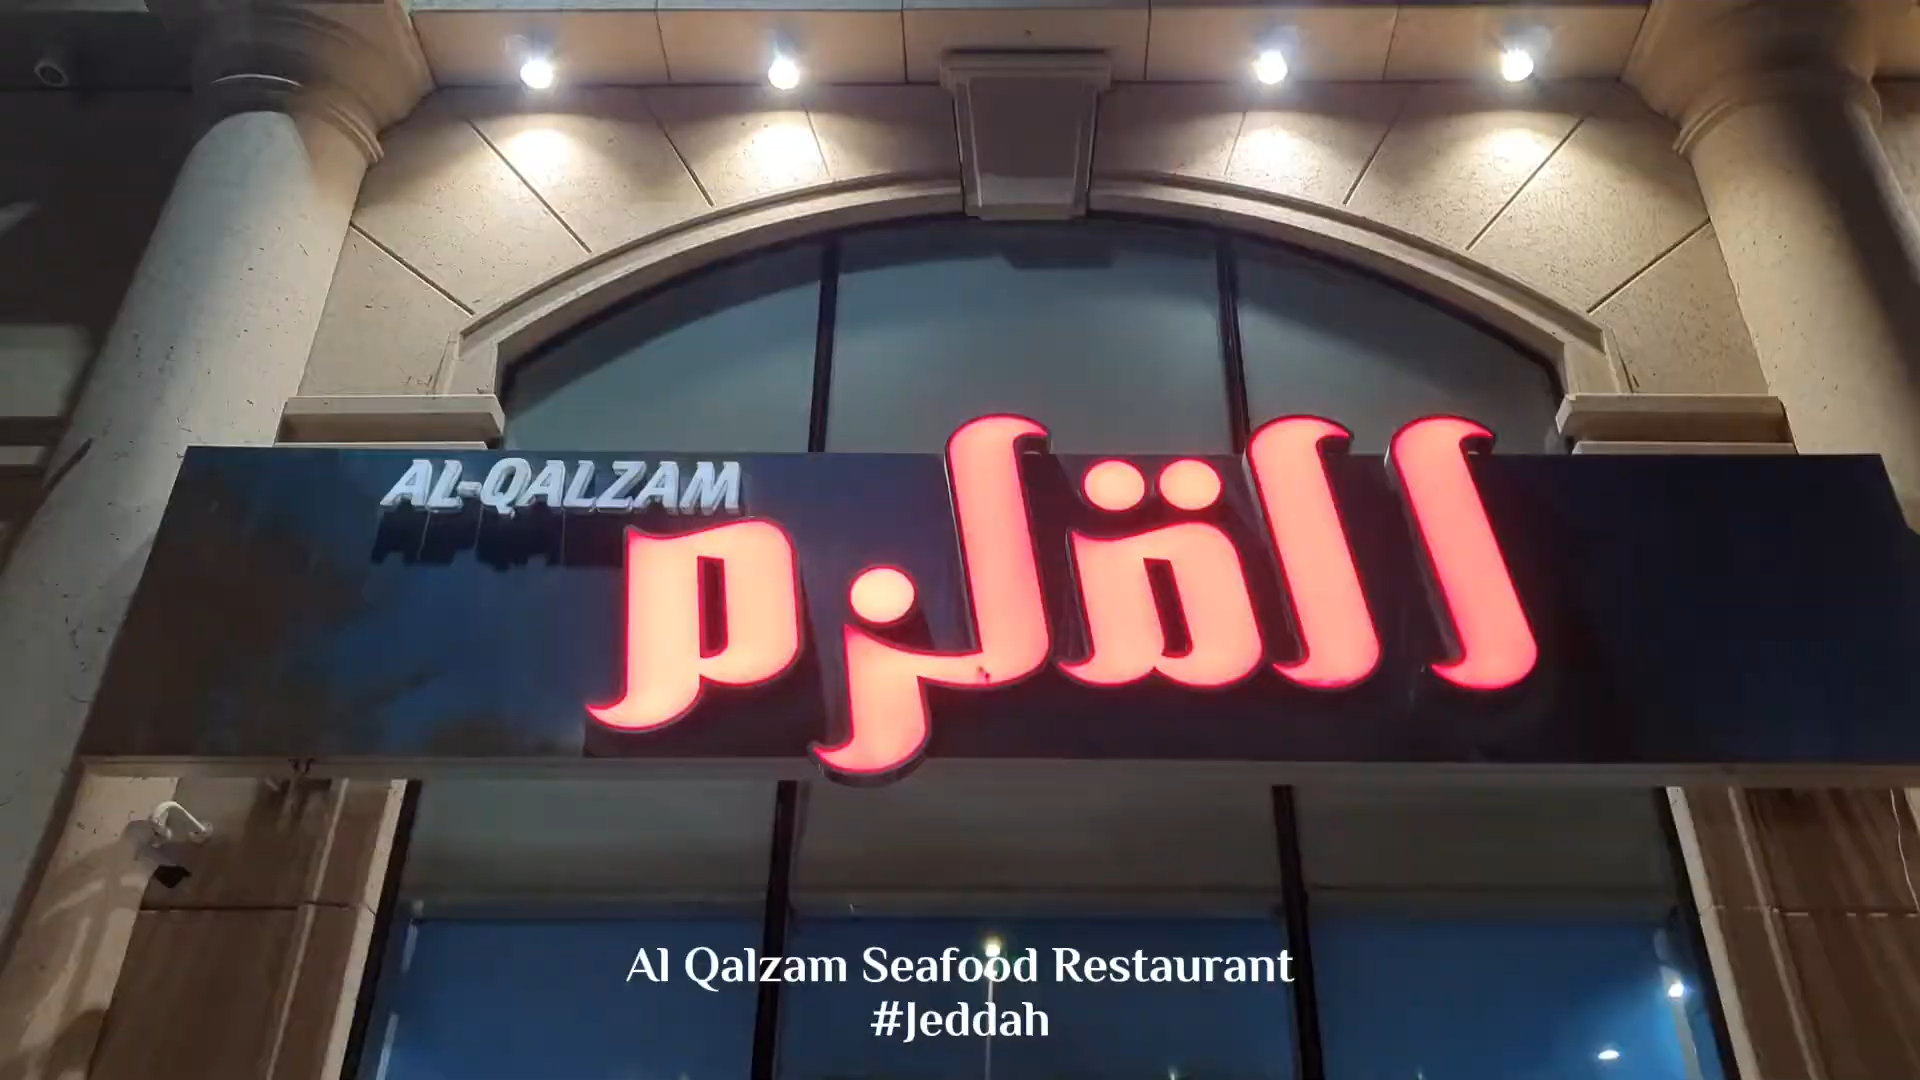 AL-QALZAM
القلزم
Al Qalzam Seafood Restaurant
#Jeddah